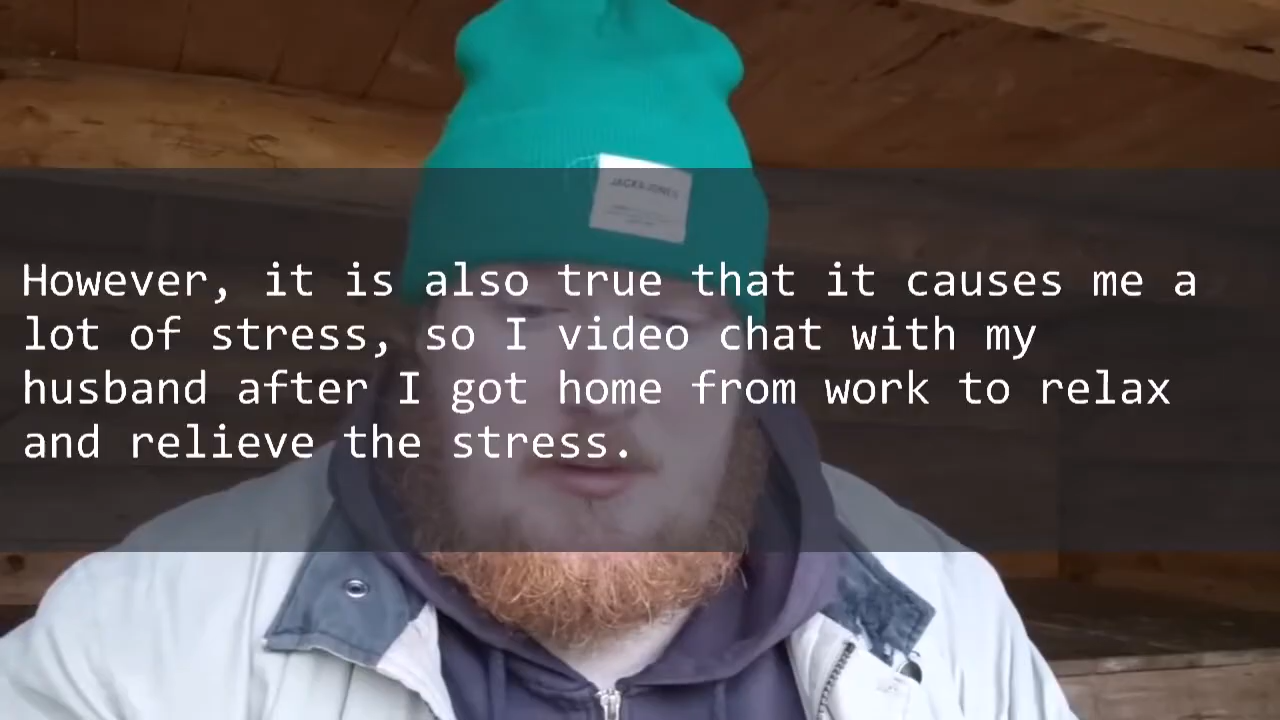 JACK & JONES
However, it is also true that it causes me a
lot of stress, so I video chat with my
husband after I got home from work to relax
and relieve the stress.